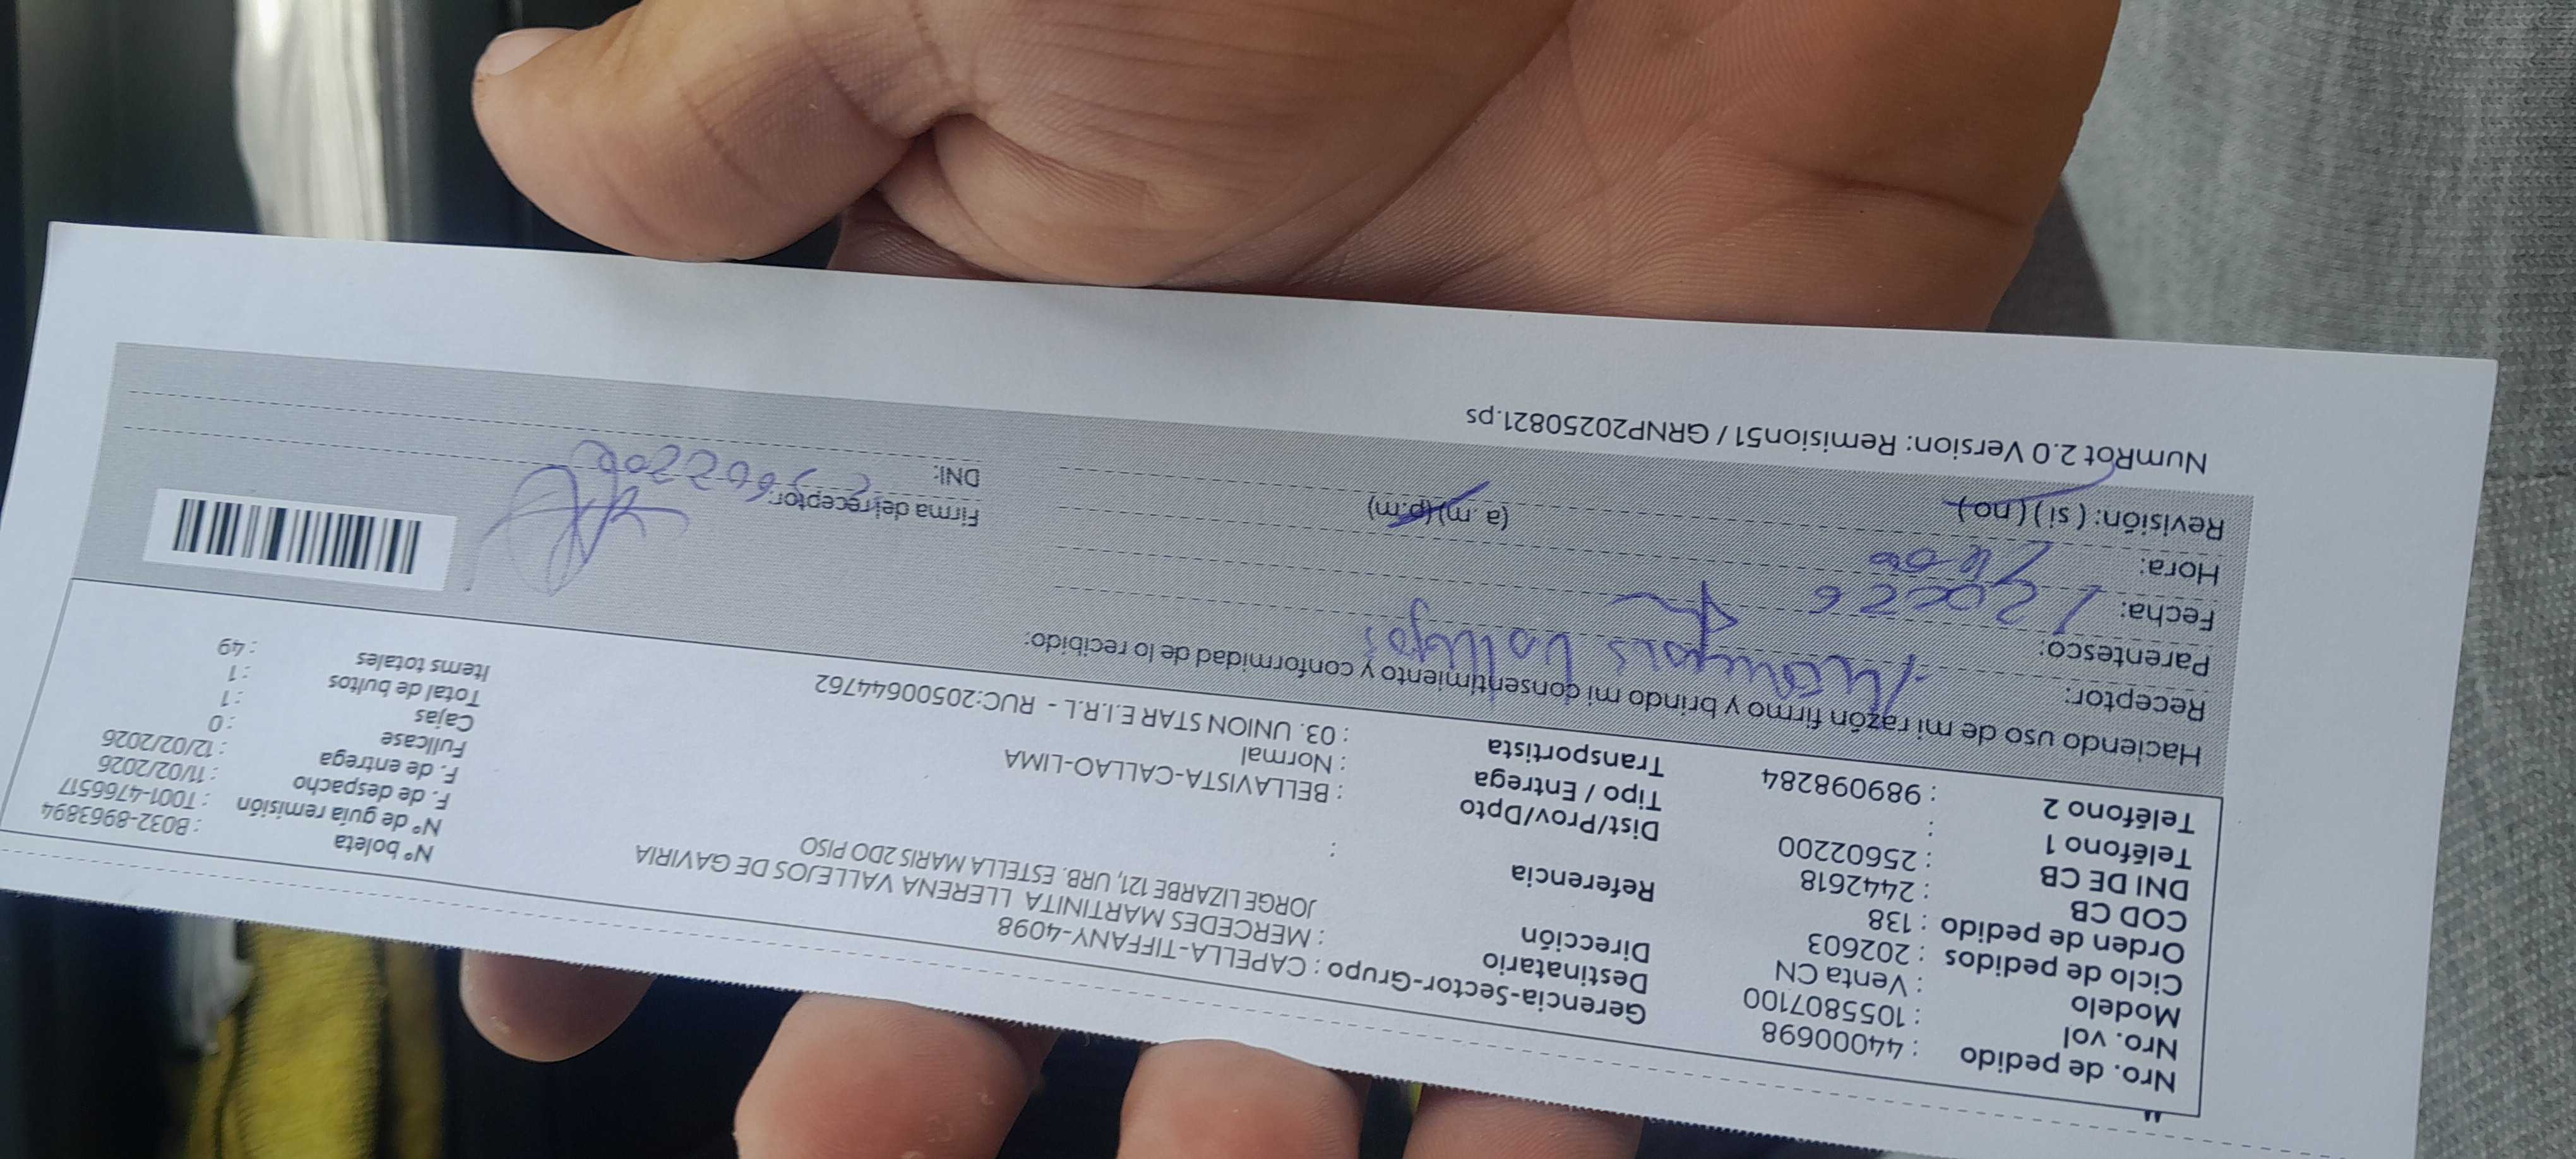 Nro. de pedido : 44000698
Nro. vol : 1055807100
Modelo : Venta CN
Ciclo de pedidos : 202603
Orden de pedido : 138
COD CB : 2442618
DNI DE CB : 25602200
Teléfono 1 :
Teléfono 2 : 989098284
Gerencia-Sector-Grupo : CAPELLA-TIFFANY-4098
Destinatario : MERCEDES MARTINITA LLERENA VALLEJOS DE GAVIRIA
Dirección JORGE LIZARBE 121, URB. ESTELLA MARIS 2DO PISO
Referencia :
Dist/Prov/Dpto : BELLAVISTA-CALLAO-LIMA
Tipo / Entrega : Normal
Transportista : 03. UNION STAR E.I.R.L - RUC:20500644762
Nº boleta : B032-8963894
Nº de guía remisión : T001-4766517
F. de despacho : 11/02/2026
F. de entrega : 12/02/2026
Fullcase : 0
Cajas : 1
Total de bultos : 1
Items totales : 49
Haciendo uso de mi razón firmo y brindo mi consentimiento y conformidad de lo recibido:
Receptor:
Parentesco:
Fecha:
Hora:
(a.m)(p.m)
Revisión: ( si ) ( no )
Firma del receptor:
DNI: 25602200
NumRot 2.0 Version: Remision51 / GRNP20250821.ps